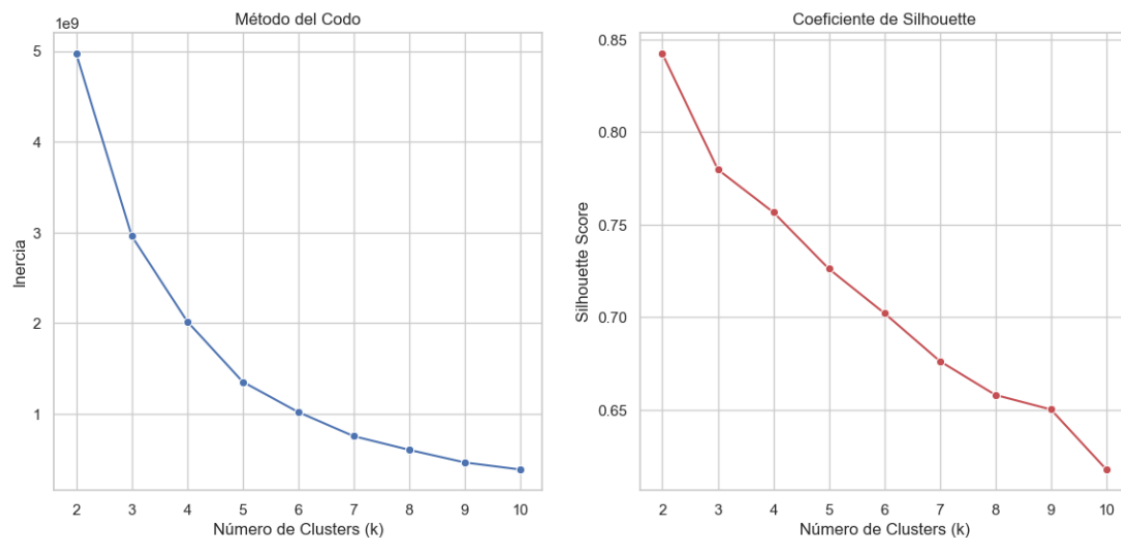 Método del Codo
1e9
5
4
3
2
1
Inercia
2 3 4 5 6 7 8 9 10
Número de Clusters (k)
Coeficiente de Silhouette
0.85
0.80
0.75
0.70
0.65
Silhouette Score
2 3 4 5 6 7 8 9 10
Número de Clusters (k)